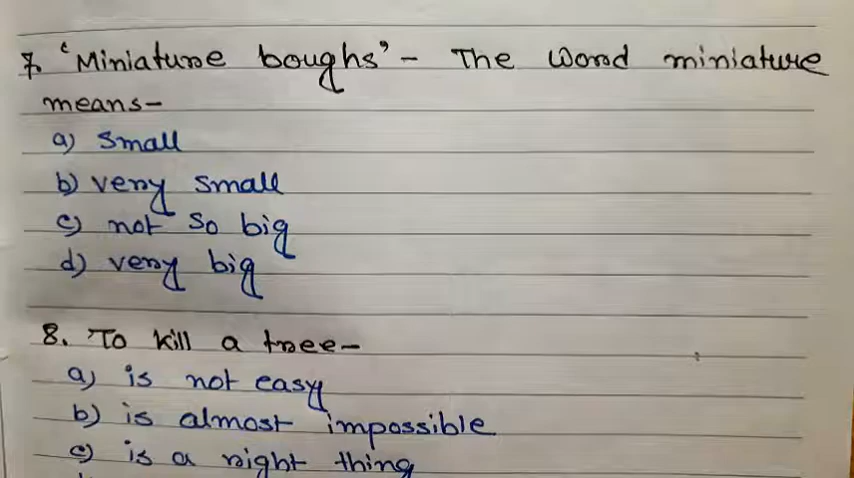 7. 'Miniature boughs' - The word miniature
means-
a) small
b) very small
c) not so big
d) very big
8. To kill a tree-
a) is not easy
b) is almost impossible
c) is a right thing